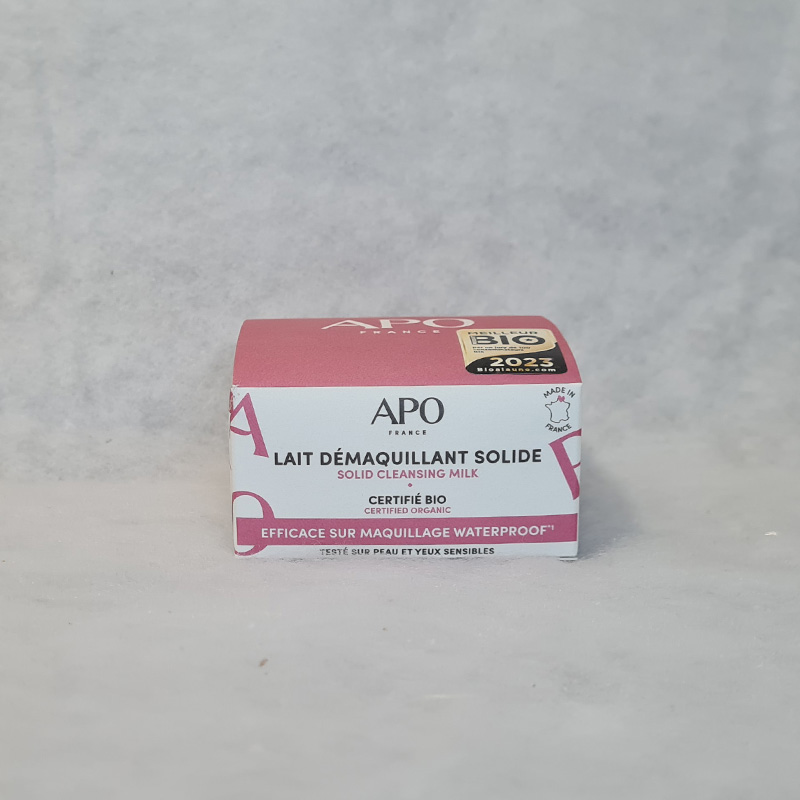 APO
FRANCE
MEILLEUR
BIO
2023
Bioalaune.com
APO
FRANCE
MADE IN
FRANCE
LAIT DÉMAQUILLANT SOLIDE
SOLID CLEANSING MILK
CERTIFIÉ BIO
CERTIFIED ORGANIC
EFFICACE SUR MAQUILLAGE WATERPROOF*¹
TESTÉ SUR PEAU ET YEUX SENSIBLES
A
P
O